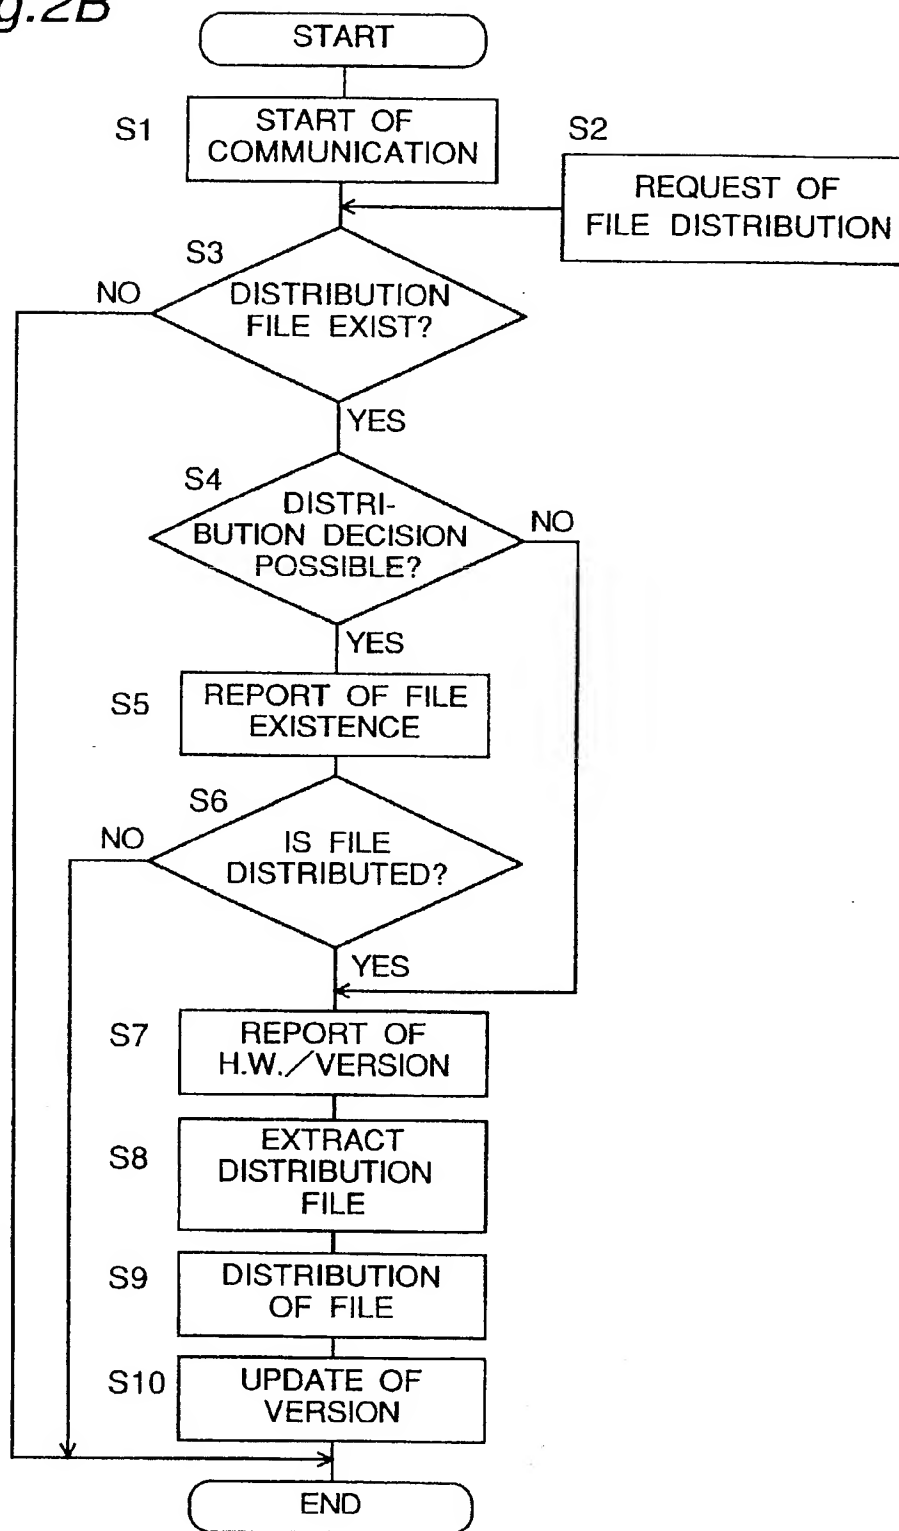 g.2B
START
S1
START OF
COMMUNICATION
S2
REQUEST OF
FILE DISTRIBUTION
S3
NO
DISTRIBUTION
FILE EXIST?
YES
S4
DISTRI-
BUTION DECISION
POSSIBLE?
NO
YES
S5
REPORT OF FILE
EXISTENCE
S6
NO
IS FILE
DISTRIBUTED?
YES
S7
REPORT OF
H.W./VERSION
S8
EXTRACT
DISTRIBUTION
FILE
S9
DISTRIBUTION
OF FILE
S10
UPDATE OF
VERSION
END